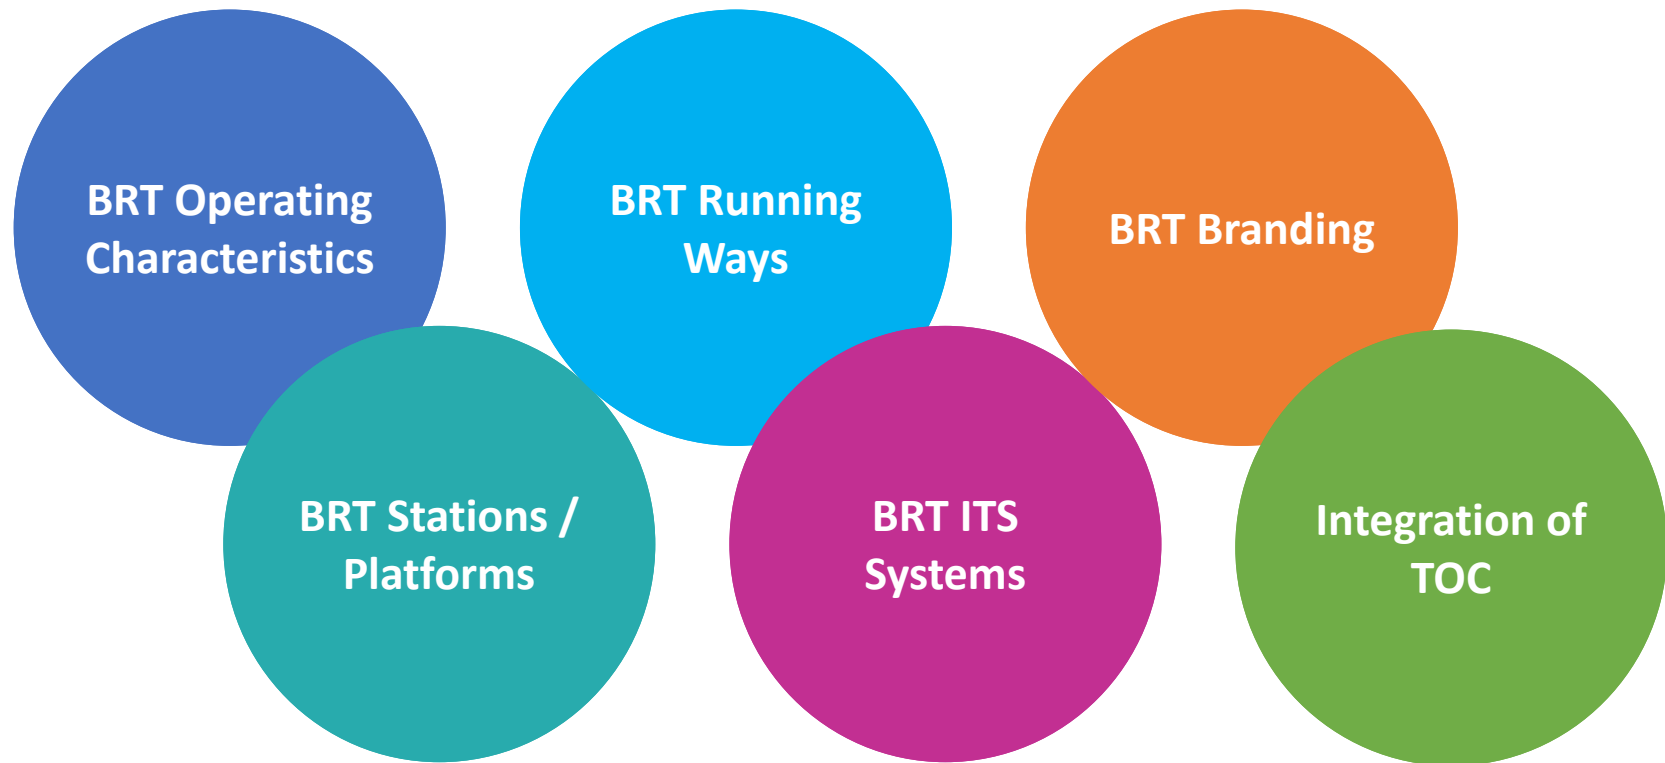 BRT Operating
Characteristics
BRT Running
Ways
BRT Branding
BRT Stations /
Platforms
BRT ITS
Systems
Integration of
TOC